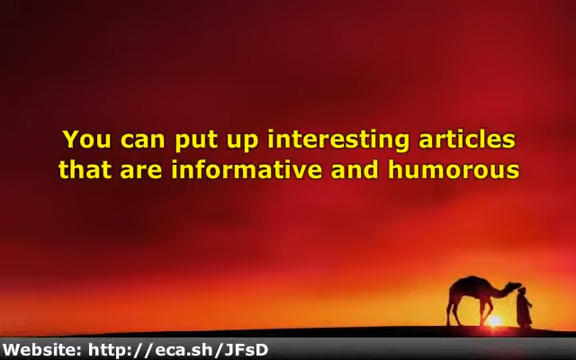 You can put up interesting articles
that are informative and humorous
Website: http://eca.sh/JFsD